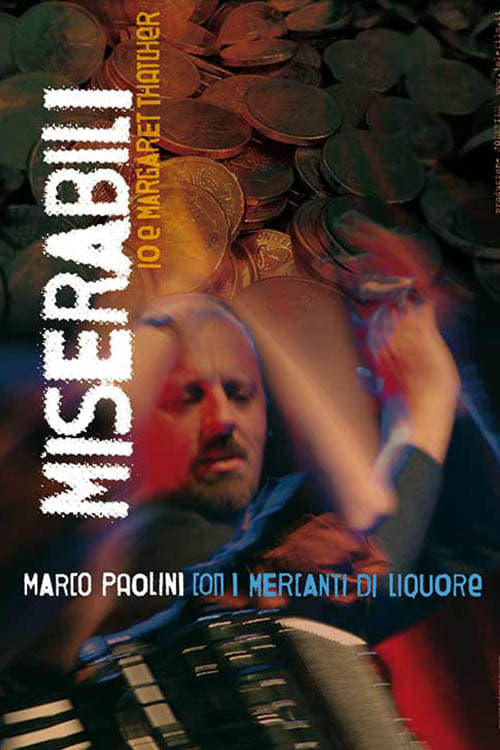 MISERABILI
IO e MARGARET THATCHER
MARCO PAOLINI CON I MERCANTI DI LIQUORe